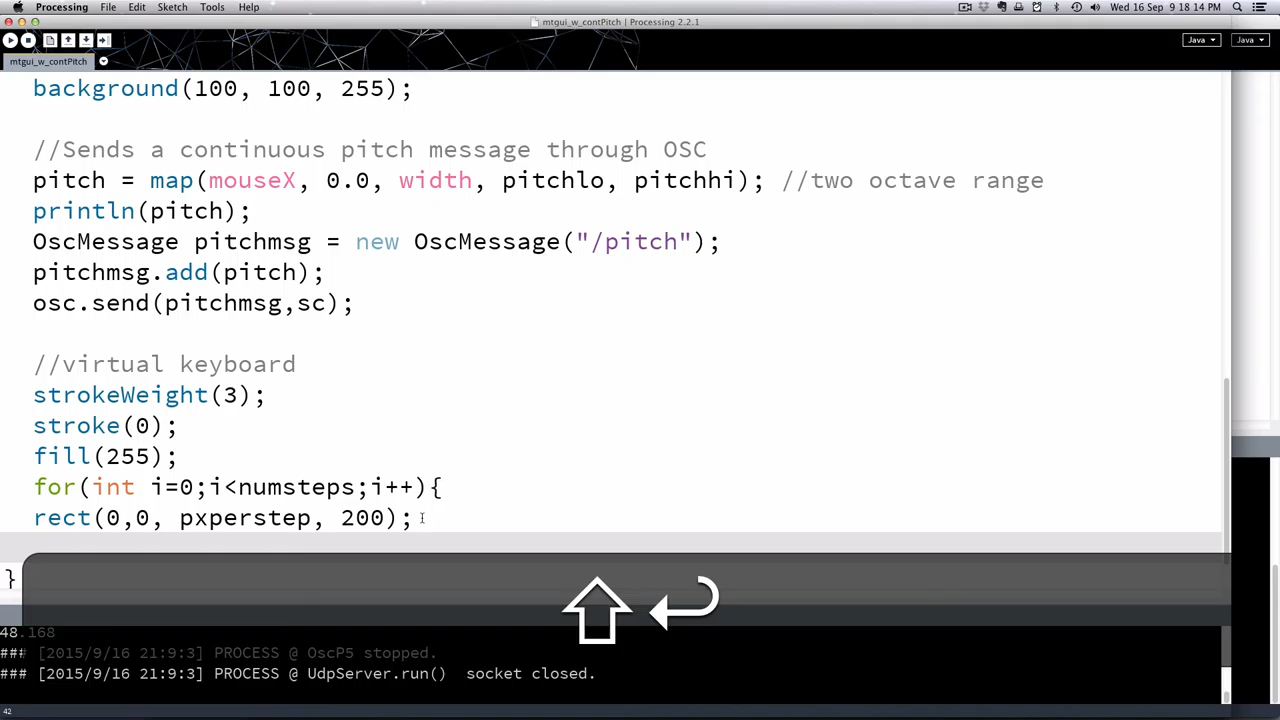 Processing File Edit Sketch Tools Help Wed 16 Sep 9 18 14 PM
mtgui_w_contPitch | Processing 2.2.1
Java Java
mtgui_w_contPitch
background(100, 100, 255);
//Sends a continuous pitch message through OSC
pitch = map(mouseX, 0.0, width, pitchlo, pitchhi); //two octave range
println(pitch);
OscMessage pitchmsg = new OscMessage("/pitch");
pitchmsg.add(pitch);
osc.send(pitchmsg,sc);
//virtual keyboard
strokeWeight(3);
stroke(0);
fill(255);
for(int i=0;i<numsteps;i++){
rect(0,0, pxperstep, 200);
}
48.168
### [2015/9/16 21:9:3] PROCESS @ OscP5 stopped.
### [2015/9/16 21:9:3] PROCESS @ UdpServer.run() socket closed.
42